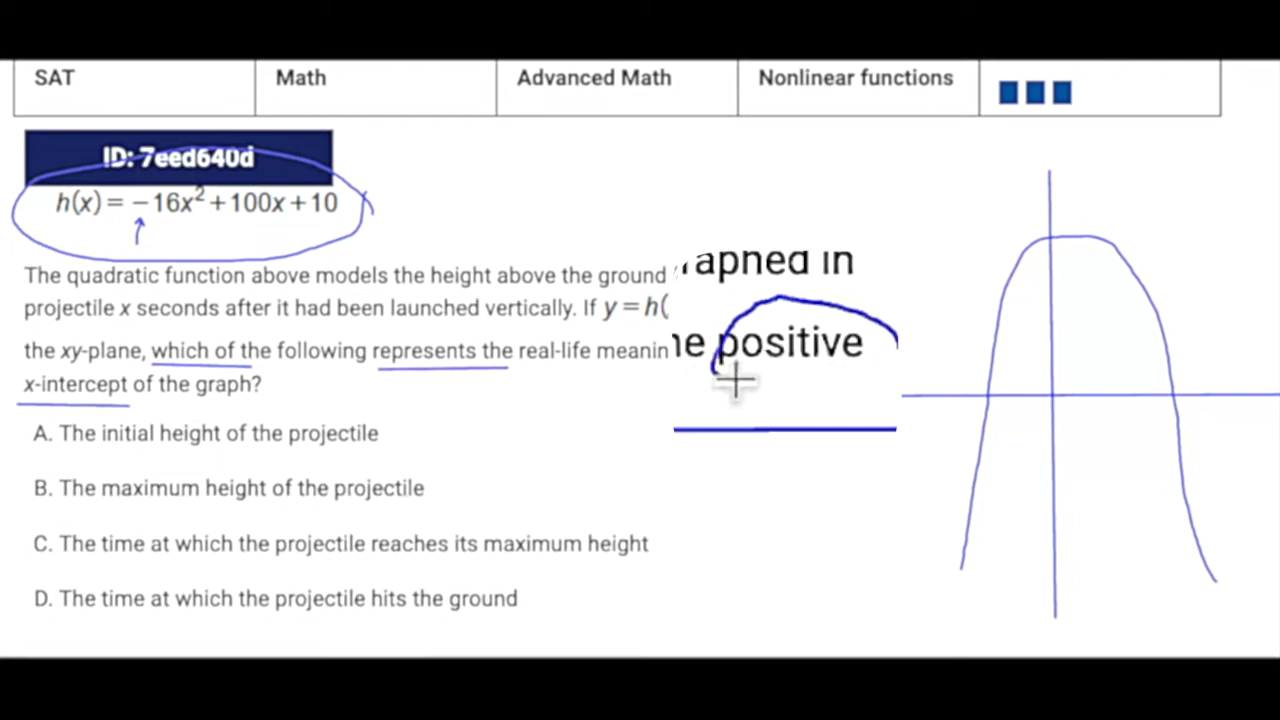 SAT Math Advanced Math Nonlinear functions
ID: 7eed640d
h(x) = −16x² + 100x + 10
The quadratic function above models the height above the ground
projectile x seconds after it had been launched vertically. If y = h(
the xy-plane, which of the following represents the real-life meanin
x-intercept of the graph?
raphed in
ne positive
A. The initial height of the projectile
B. The maximum height of the projectile
C. The time at which the projectile reaches its maximum height
D. The time at which the projectile hits the ground